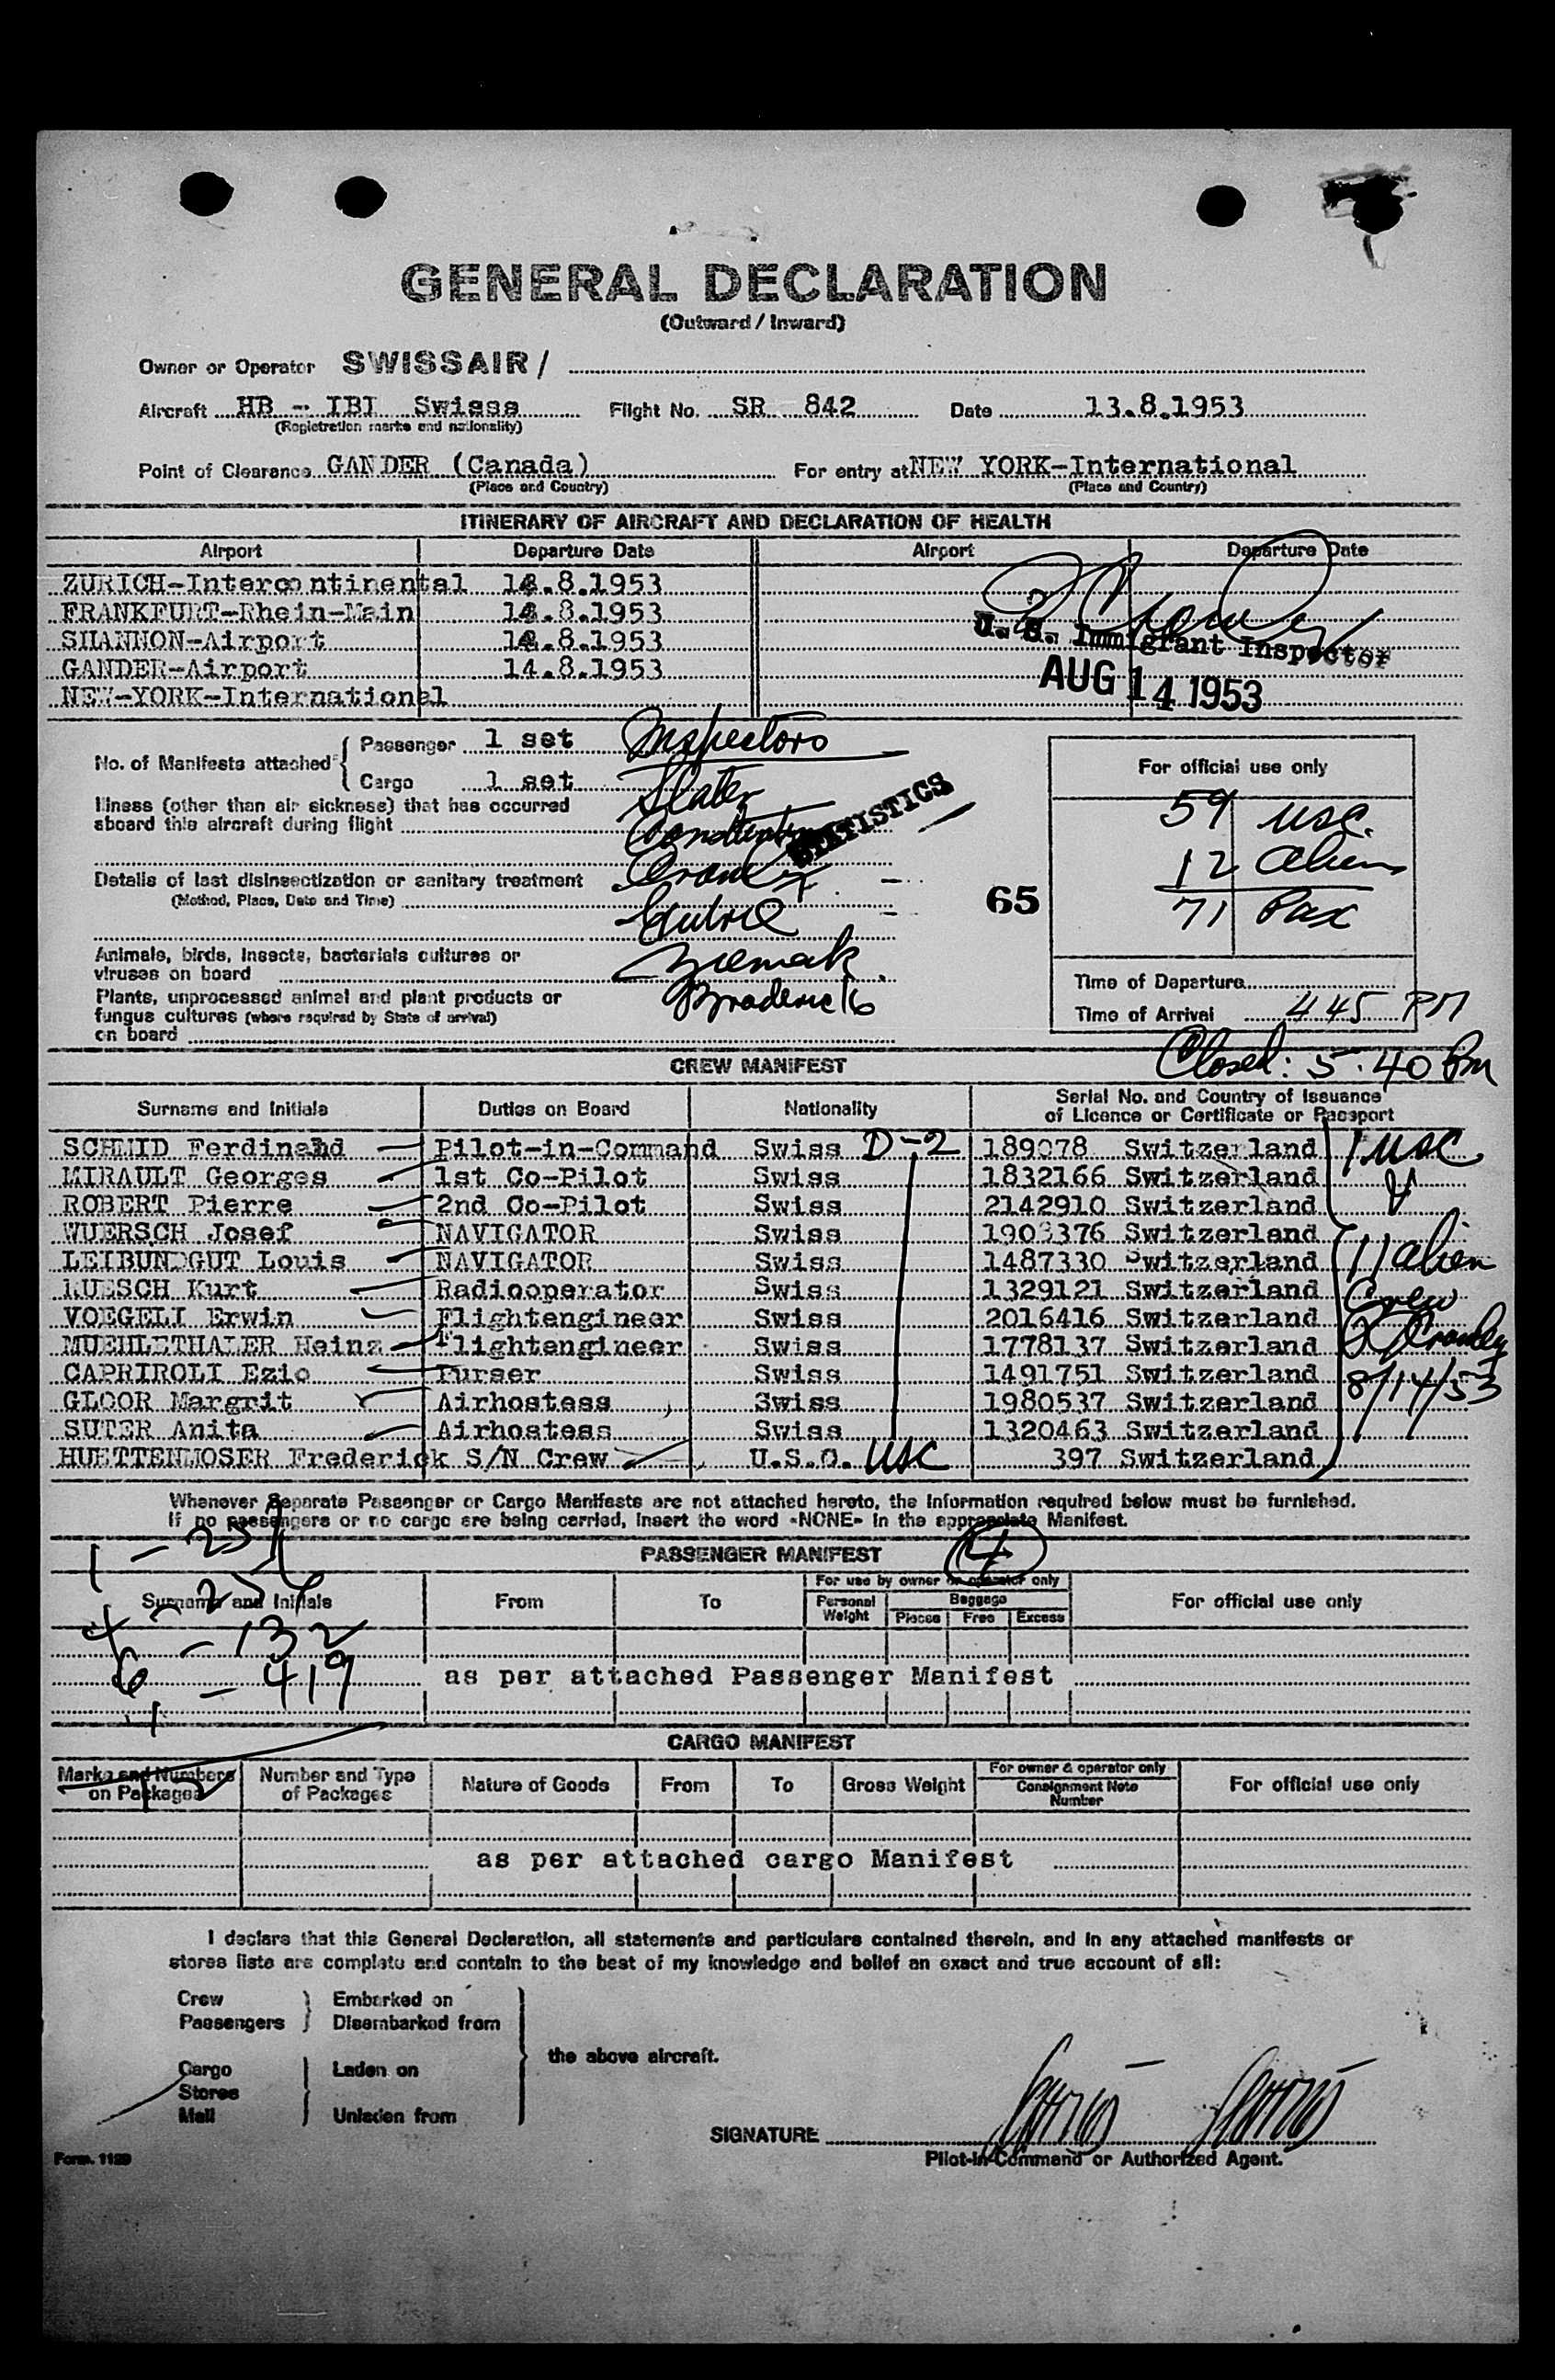 GENERAL DECLARATION
(Outward / Inward)
Owner or Operator SWISSAIR /
Aircraft HB - IBI Swiss Flight No. SR 842 Date 13.8.1953
(Registration marks and nationality)
Point of Clearance GANDER (Canada) For entry at NEW YORK-International
(Place and Country) (Place and Country)
ITINERARY OF AIRCRAFT AND DECLARATION OF HEALTH
Airport Departure Date Airport Departure Date
ZURICH-Intercontinental 14.8.1953
FRANKFURT-Rhein-Main 14.8.1953
SHANNON-Airport 14.8.1953
U. S. Immigrant Inspector
GANDER-Airport 14.8.1953
AUG 14 1953
NEW-YORK-International
No. of Manifests attached
Passenger 1 set Inspectors
Cargo 1 set Slater
For official use only
Illness (other than air sickness) that has occurred
aboard this aircraft during flight
STATISTICS
59 USC.
12 Aliens
71 Pax
Details of last disinsectization or sanitary treatment
(Method, Place, Date and Time)
65
Animals, birds, insects, bacterials cultures or
viruses on board
Ziemak
Plants, unprocessed animal and plant products or
fungus cultures (where required by State of arrival)
on board
Broderick
Time of Departure
Time of Arrival 4 45 PM
Closed: 5.40 Pm
CREW MANIFEST
Surname and Initials Duties on Board Nationality Serial No. and Country of Issuance
of Licence or Certificate or Passport
SCHMID Ferdinand Pilot-in-Command Swiss D-2 189078 Switzerland 1 USC
MIRAULT Georges 1st Co-Pilot Swiss 1832166 Switzerland
ROBERT Pierre 2nd Co-Pilot Swiss 2142910 Switzerland
WUERSCH Josef NAVIGATOR Swiss 1903376 Switzerland
LEIBUNDGUT Louis NAVIGATOR Swiss 1487330 Switzerland 11 alien
RUESCH Kurt Radiooperator Swiss 1329121 Switzerland Crew
VOEGELI Erwin Flightengineer Swiss 2016416 Switzerland
MUEHLETHALER Heinz Flightengineer Swiss 1778137 Switzerland
CAPRIROLI Ezio Purser Swiss 1491751 Switzerland 8/14/53
GLOOR Margrit Airhostess Swiss 1980537 Switzerland
SUTER Anita Airhostess Swiss 1320463 Switzerland
HUETTENMOSER Frederick S/N Crew U.S.O. USC 397 Switzerland
Whenever Separate Passenger or Cargo Manifests are not attached hereto, the information required below must be furnished.
If no passengers or no cargo are being carried, insert the word «NONE» in the appropriate Manifest.
PASSENGER MANIFEST 4
Surname and Initials From To For use by owner or operator only For official use only
Personal Weight Baggage
Pieces Free Excess
- 132
6 - 419
as per attached Passenger Manifest
CARGO MANIFEST
Marks and Numbers on Packages Number and Type of Packages Nature of Goods From To Gross Weight For owner & operator only
Consignment Note Number For official use only
12
as per attached cargo Manifest
I declare that this General Declaration, all statements and particulars contained therein, and in any attached manifests or
stores lists are complete and contain to the best of my knowledge and belief an exact and true account of all:
Crew Embarked on
Passengers Disembarked from
the above aircraft.
Cargo Laden on
Stores
Mail Unladen from
SIGNATURE
Pilot-in-Command or Authorized Agent.
Form. 1129